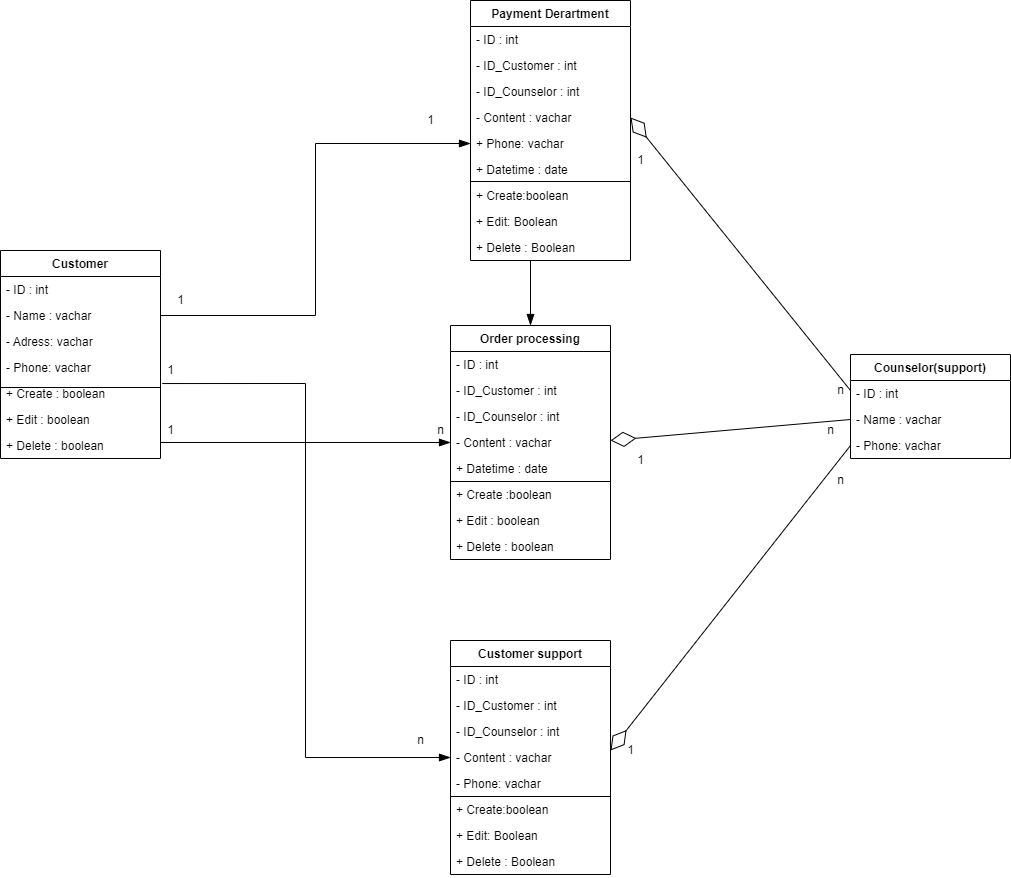 Payment Derartment
- ID : int
- ID_Customer : int
- ID_Counselor : int
- Content : vachar
+ Phone: vachar
+ Datetime : date
+ Create:boolean
+ Edit: Boolean
+ Delete : Boolean
1
1
Customer
- ID : int
- Name : vachar
- Adress: vachar
- Phone: vachar
+ Create : boolean
+ Edit : boolean
+ Delete : boolean
1
1
1
n
Order processing
- ID : int
- ID_Customer : int
- ID_Counselor : int
- Content : vachar
+ Datetime : date
+ Create :boolean
+ Edit : boolean
+ Delete : boolean
1
n
n
n
Counselor(support)
- ID : int
- Name : vachar
- Phone: vachar
n
Customer support
- ID : int
- ID_Customer : int
- ID_Counselor : int
- Content : vachar
- Phone: vachar
+ Create:boolean
+ Edit: Boolean
+ Delete : Boolean
1